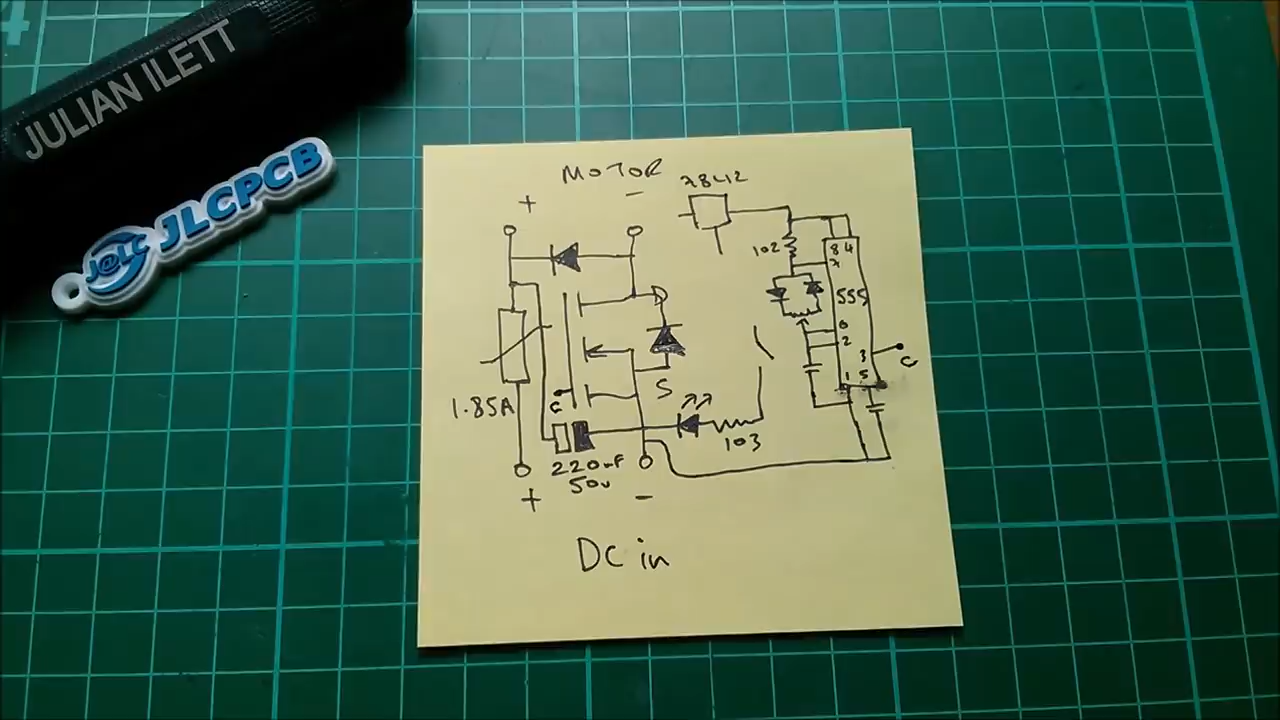 JULIAN ILETT
J@LC JLCPCB
MOTOR
+ −
78L12
102
8 4
7
555
6
2
3
G
1 5
D
S
G
1.85A
103
220uF
50v
+ −
DC in